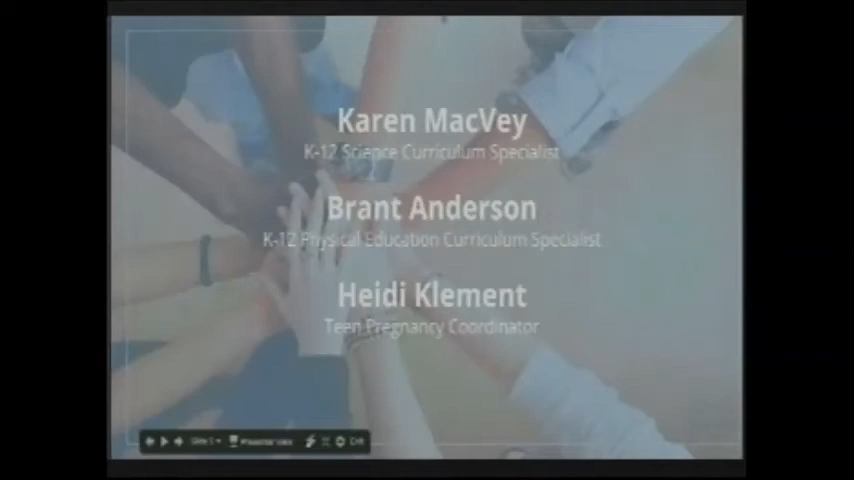 Karen MacVey
K-12 Science Curriculum Specialist
Brant Anderson
K-12 Physical Education Curriculum Specialist
Heidi Klement
Teen Pregnancy Coordinator